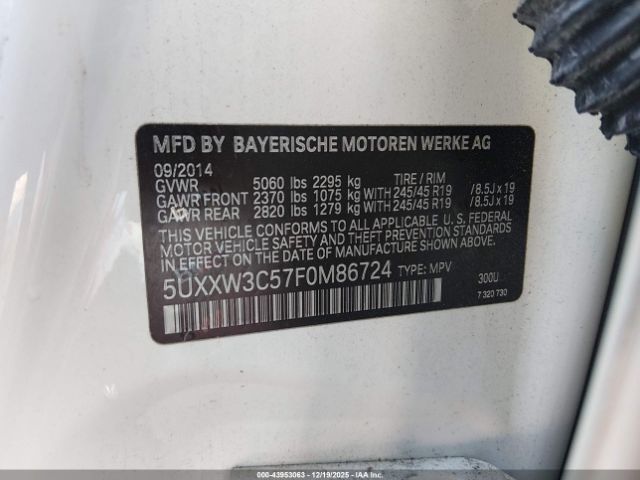 MFD BY BAYERISCHE MOTOREN WERKE AG
09/2014
GVWR 5060 lbs 2295 kg TIRE / RIM
GAWR FRONT 2370 lbs 1075 kg WITH 245/45 R19 / 8.5J x 19
GAWR REAR 2820 lbs 1279 kg WITH 245/45 R19 / 8.5J x 19
THIS VEHICLE CONFORMS TO ALL APPLICABLE U. S. FEDERAL
MOTOR VEHICLE SAFETY AND THEFT PREVENTION STANDARDS
IN EFFECT ON THE DATE OF MANUFACTURE SHOWN ABOVE.
5UXXW3C57F0M86724 TYPE: MPV 300U
7 320 730
© - 43953063 - 12/19/2025 - IAA Inc.